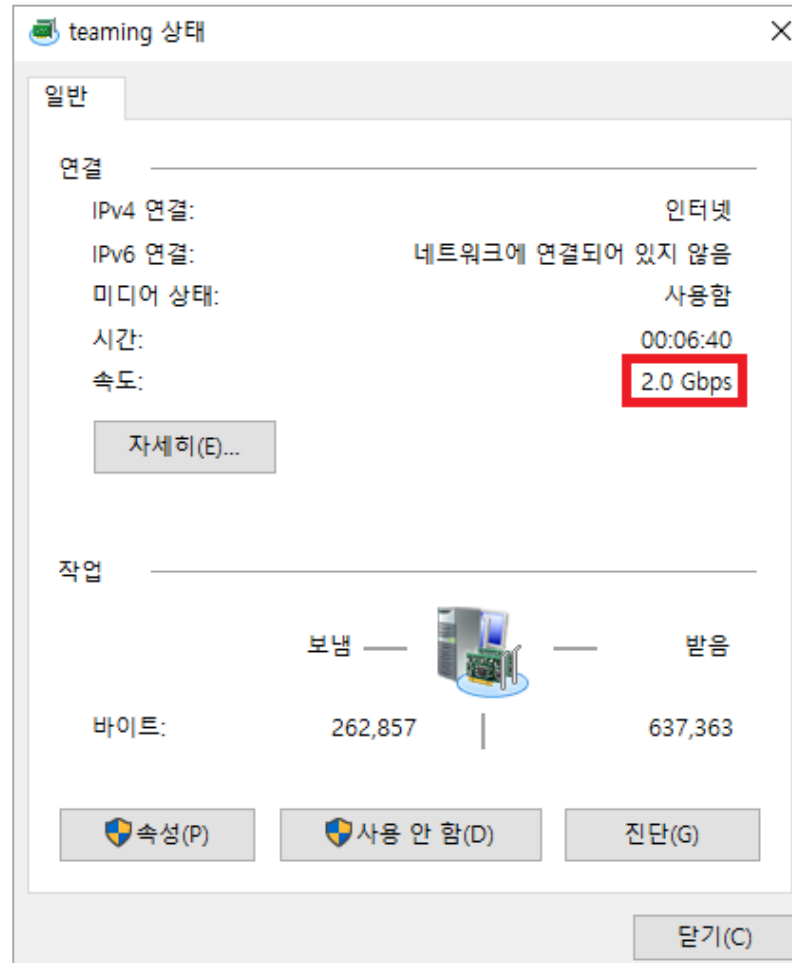 teaming 상태
일반
연결
IPv4 연결: 인터넷
IPv6 연결: 네트워크에 연결되어 있지 않음
미디어 상태: 사용함
시간: 00:06:40
속도: 2.0 Gbps
자세히(E)...
작업
보냄 받음
바이트: 262,857 637,363
속성(P) 사용 안 함(D) 진단(G)
닫기(C)